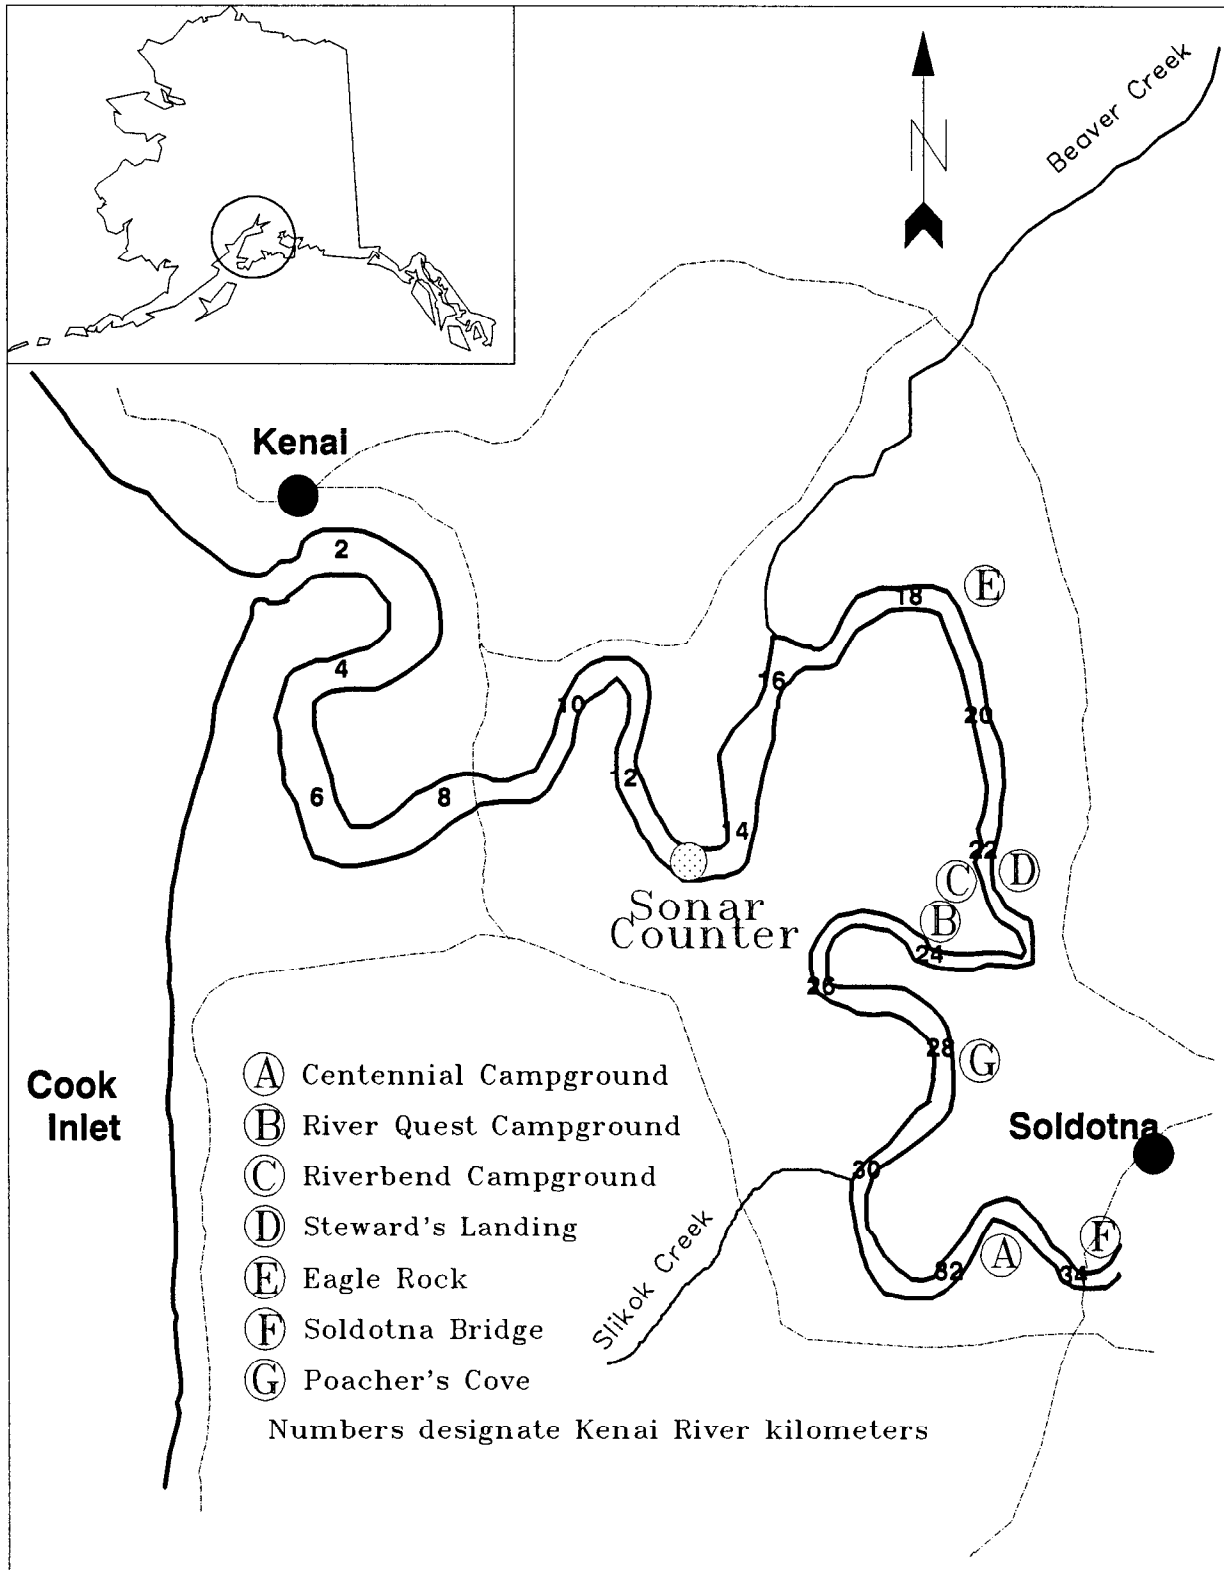 N
Beaver Creek
Kenai
2
4
6
8
10
12
14
16
18
E
20
22
D
C
B
24
26
28
G
Sonar
Counter
Cook
Inlet
A Centennial Campground
B River Quest Campground
C Riverbend Campground
D Steward's Landing
E Eagle Rock
F Soldotna Bridge
G Poacher's Cove
Numbers designate Kenai River kilometers
Soldotna
30
Slikok Creek
32
A
34
F